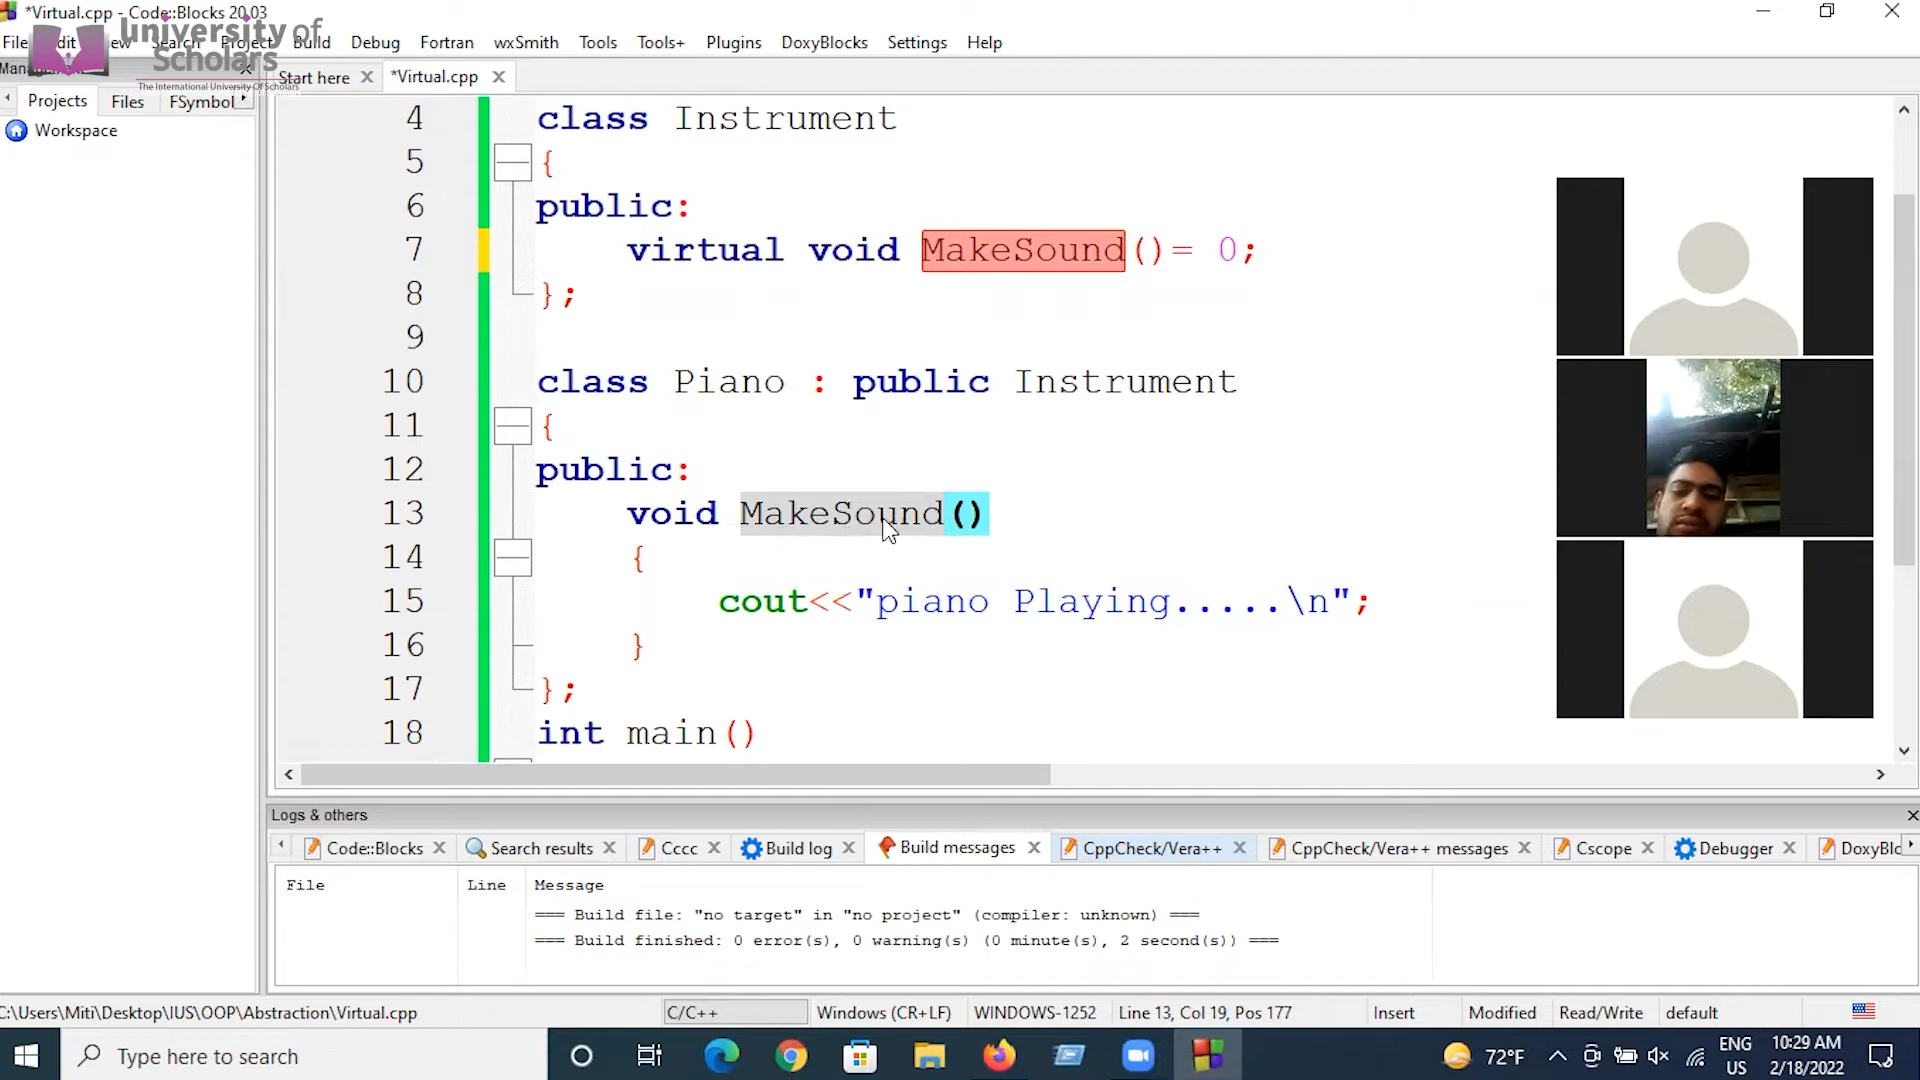 *Virtual.cpp - Code::Blocks 20.03
University of
Scholars
The International University Of Scholars
Search Project Build Debug Fortran wxSmith Tools Tools+ Plugins DoxyBlocks Settings Help
Start here *Virtual.cpp
Projects Files FSymbol
Workspace
4 class Instrument
5 {
6 public:
7 virtual void MakeSound()= 0;
8 };
9
10 class Piano : public Instrument
11 {
12 public:
13 void MakeSound()
14 {
15 cout<<"piano Playing.....\n";
16 }
17 };
18 int main()
Logs & others
Code::Blocks Search results Cccc Build log Build messages CppCheck/Vera++ CppCheck/Vera++ messages Cscope Debugger DoxyBlo
File Line Message
=== Build file: "no target" in "no project" (compiler: unknown) ===
=== Build finished: 0 error(s), 0 warning(s) (0 minute(s), 2 second(s)) ===
C:\Users\Miti\Desktop\IUS\OOP\Abstraction\Virtual.cpp C/C++ Windows (CR+LF) WINDOWS-1252 Line 13, Col 19, Pos 177 Insert Modified Read/Write default
Type here to search
72°F
ENG
US
10:29 AM
2/18/2022